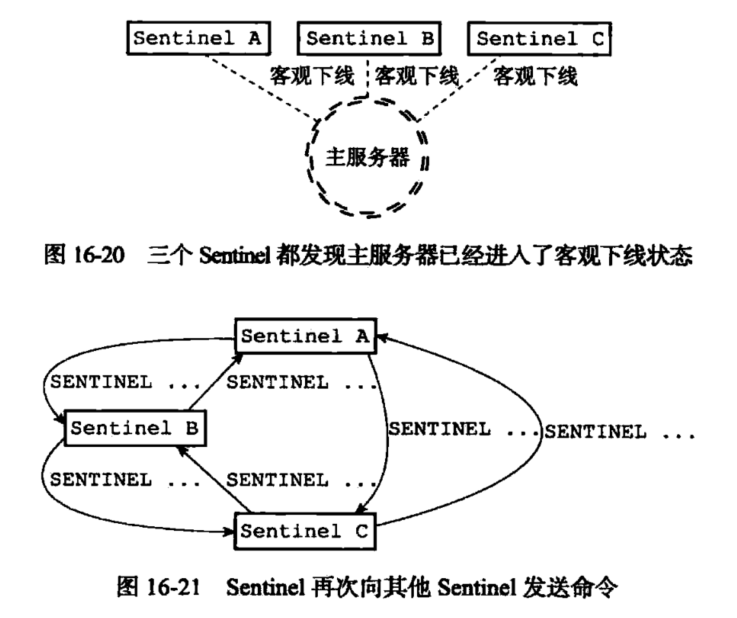 Sentinel A Sentinel B Sentinel C
客观下线 客观下线 客观下线
主服务器
图 16-20 三个 Sentinel 都发现主服务器已经进入了客观下线状态
Sentinel A
SENTINEL ... SENTINEL ...
Sentinel B SENTINEL ... SENTINEL ...
SENTINEL ... SENTINEL ...
Sentinel C
图 16-21 Sentinel 再次向其他 Sentinel 发送命令